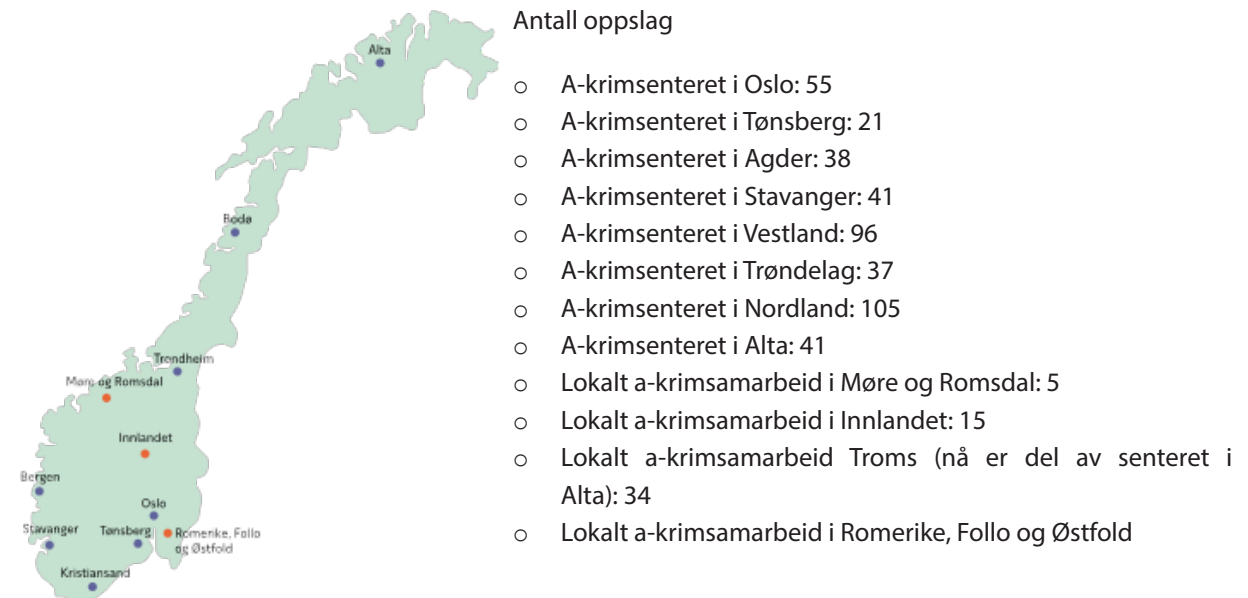 Antall oppslag
Alta
o A-krimsenteret i Oslo: 55
o A-krimsenteret i Tønsberg: 21
o A-krimsenteret i Agder: 38
o A-krimsenteret i Stavanger: 41
Bodø
o A-krimsenteret i Vestland: 96
o A-krimsenteret i Trøndelag: 37
o A-krimsenteret i Nordland: 105
o A-krimsenteret i Alta: 41
Trondheim
Møre og Romsdal
o Lokalt a-krimsamarbeid i Møre og Romsdal: 5
o Lokalt a-krimsamarbeid i Innlandet: 15
Innlandet
o Lokalt a-krimsamarbeid Troms (nå er del av senteret i
Alta): 34
Bergen
Oslo
Stavanger
Tønsberg
Romerike, Follo
og Østfold
o Lokalt a-krimsamarbeid i Romerike, Follo og Østfold
Kristiansand